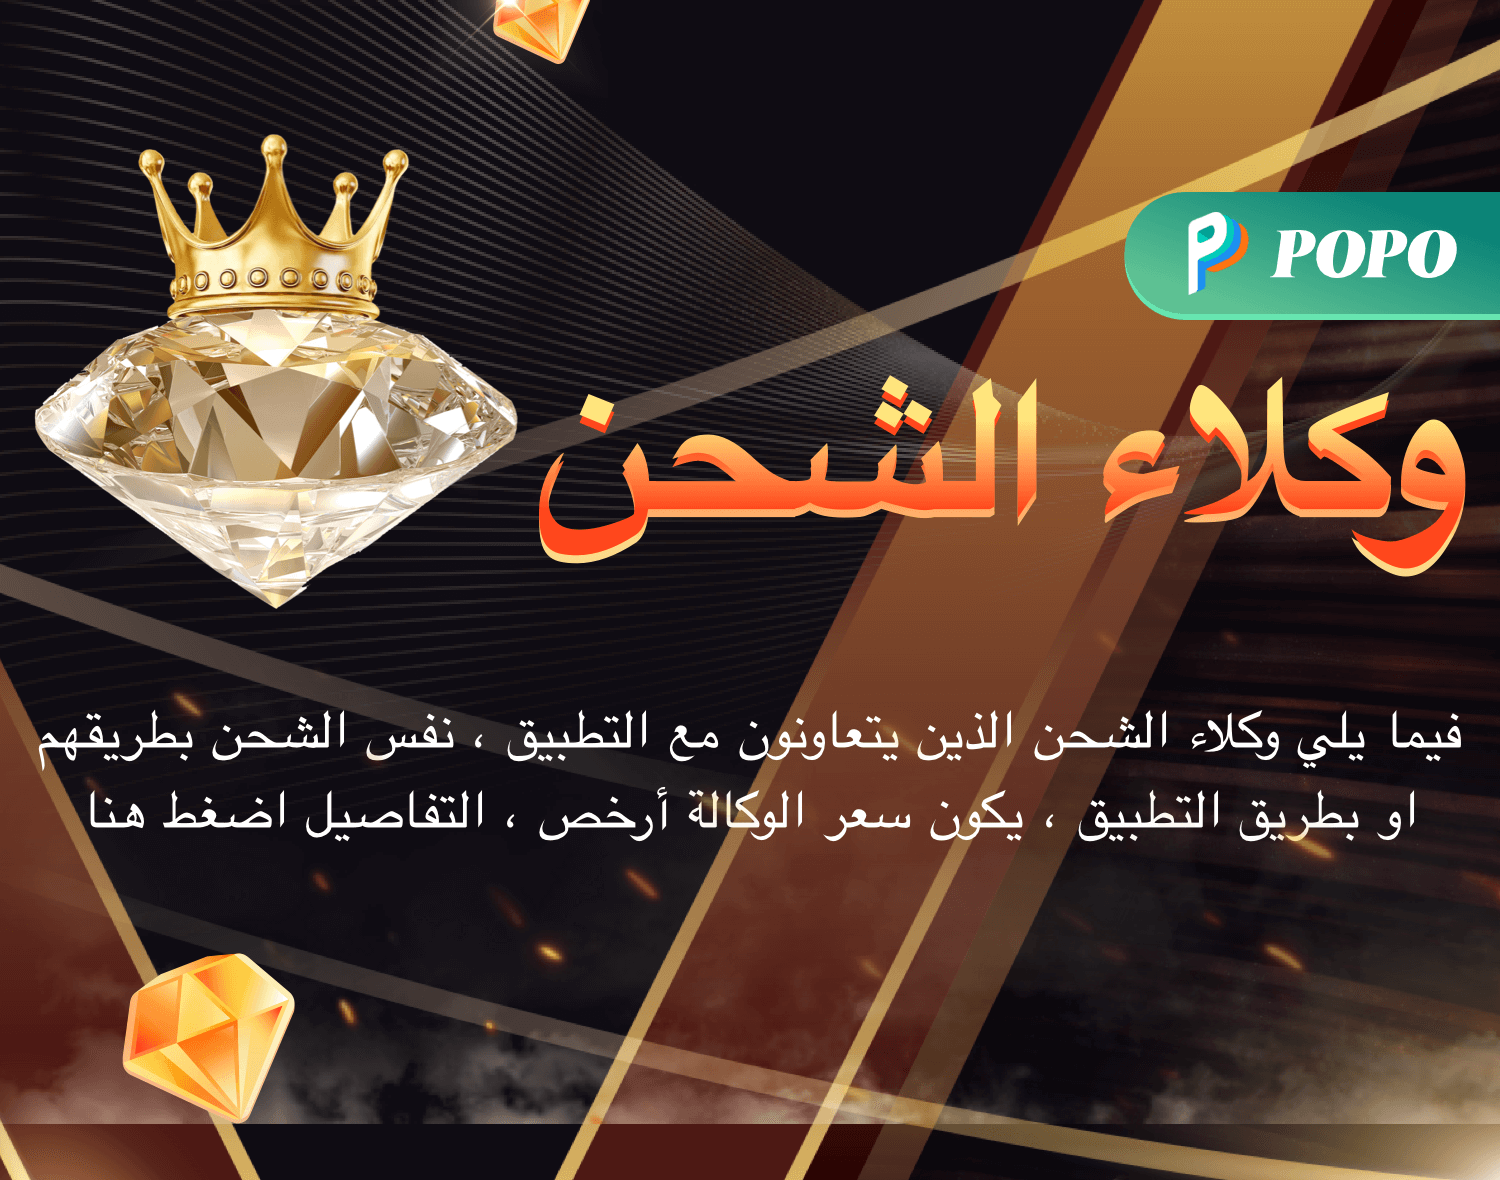 POPO
وكلاء الشحن
فيما يلي وكلاء الشحن الذين يتعاونون مع التطبيق ، نفس الشحن بطريقهم
او بطريق التطبيق ، يكون سعر الوكالة أرخص ، التفاصيل اضغط هنا